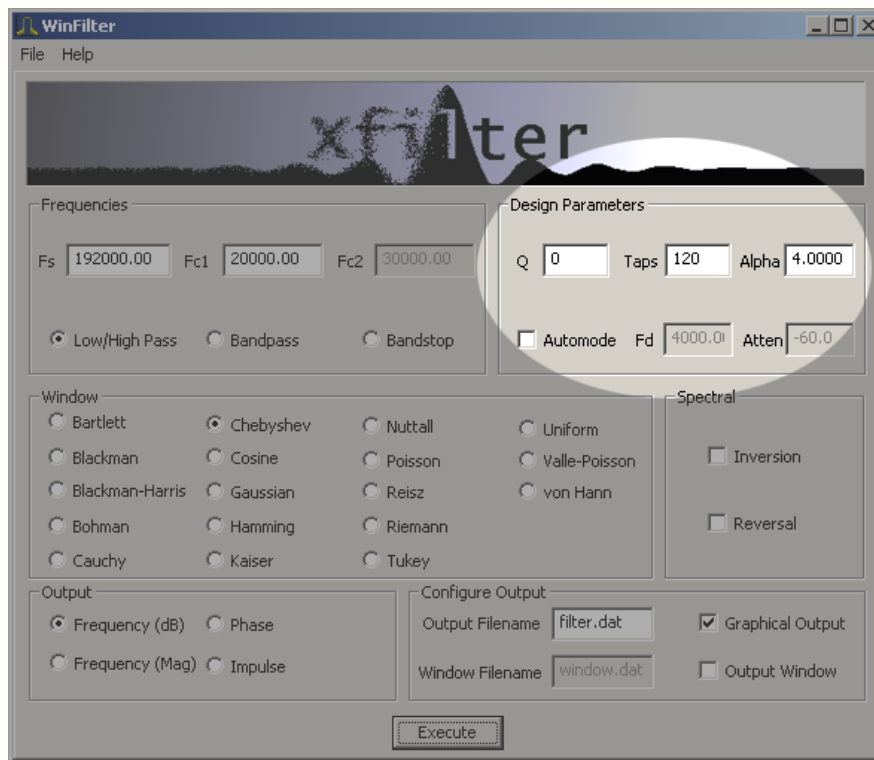 WinFilter
File Help
xfilter
Frequencies
Fs 192000.00 Fc1 20000.00 Fc2 30000.00
Low/High Pass Bandpass Bandstop
Design Parameters
Q 0 Taps 120 Alpha 4.0000
Automode Fd 4000.0 Atten -60.0
Window
Bartlett Chebyshev Nuttall Uniform
Blackman Cosine Poisson Valle-Poisson
Blackman-Harris Gaussian Reisz von Hann
Bohman Hamming Riemann
Cauchy Kaiser Tukey
Spectral
Inversion
Reversal
Output
Frequency (dB) Phase
Frequency (Mag) Impulse
Configure Output
Output Filename filter.dat Graphical Output
Window Filename window.dat Output Window
Execute